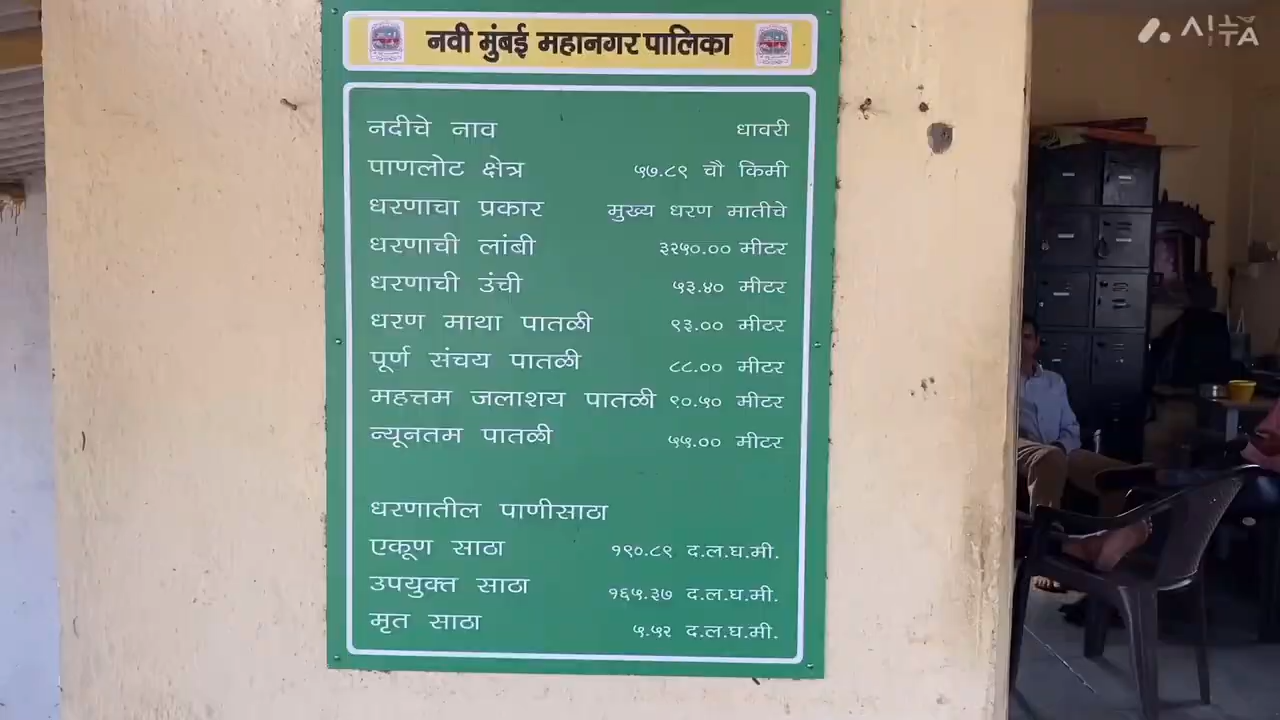 नवी मुंबई महानगरपालिका
नदीचे नाव धावरी
पाणलोट क्षेत्र ५७.८९ चौ किमी
धरणाचा प्रकार मुख्य धरण मातीचे
धरणाची लांबी ३२५०.०० मीटर
धरणाची उंची ५३.४० मीटर
धरण माथा पातळी ९३.०० मीटर
पूर्ण संचय पातळी ८८.०० मीटर
महत्तम जलाशय पातळी ९०.५० मीटर
न्यूनतम पातळी ५५.०० मीटर
धरणातील पाणीसाठा
एकूण साठा १९०.८९ द.ल.घ.मी.
उपयुक्त साठा १६५.३७ द.ल.घ.मी.
मृत साठा ५.५२ द.ल.घ.मी.